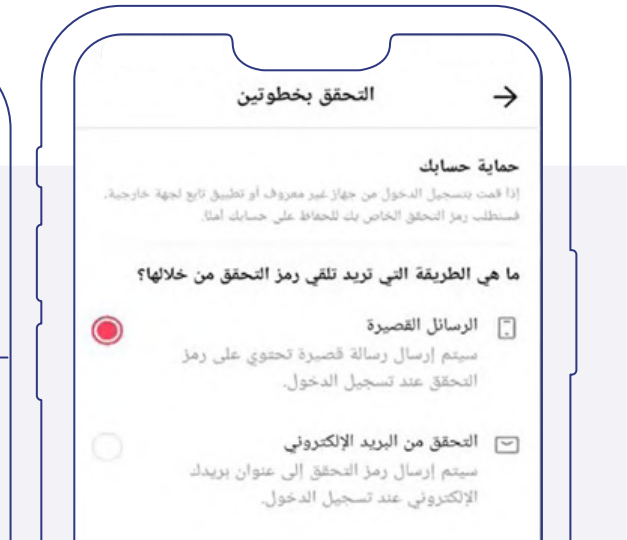 التحقق بخطوتين
حماية حسابك
إذا قمت بتسجيل الدخول من جهاز غير معروف أو تطبيق تابع لجهة خارجية،
فسنطلب رمز التحقق الخاص بك للحفاظ على حسابك آمنًا.
ما هي الطريقة التي تريد تلقي رمز التحقق من خلالها؟
الرسائل القصيرة
سيتم إرسال رسالة قصيرة تحتوي على رمز
التحقق عند تسجيل الدخول.
التحقق من البريد الإلكتروني
سيتم إرسال رمز التحقق إلى عنوان بريدك
الإلكتروني عند تسجيل الدخول.